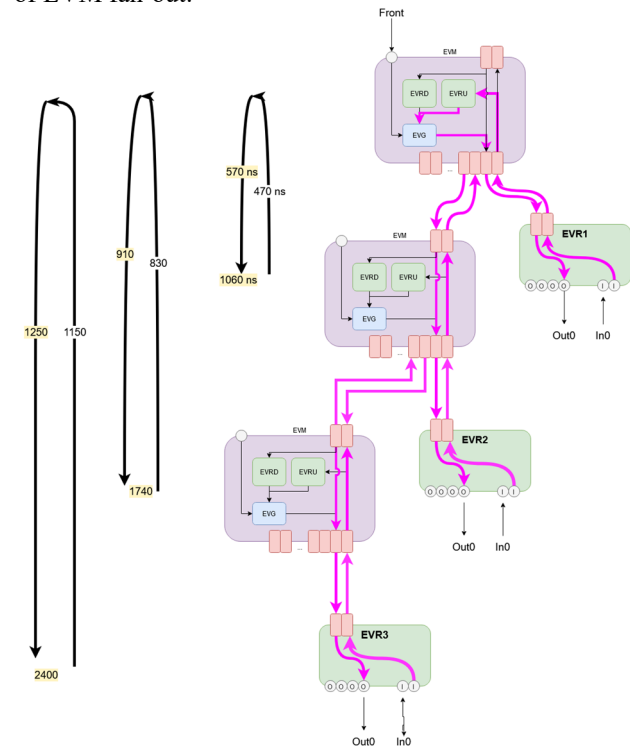 of EVM fan-out.
Front
EVM
EVRD EVRU
EVG
...
570 ns
470 ns
1060 ns
910
830
1740
1250
1150
2400
EVR1
O O O O I I
Out0 In0
EVM
EVRD EVRU
EVG
...
EVR2
O O O O I I
Out0 In0
EVM
EVRD EVRU
EVG
...
EVR3
O O O O I I
Out0 In0